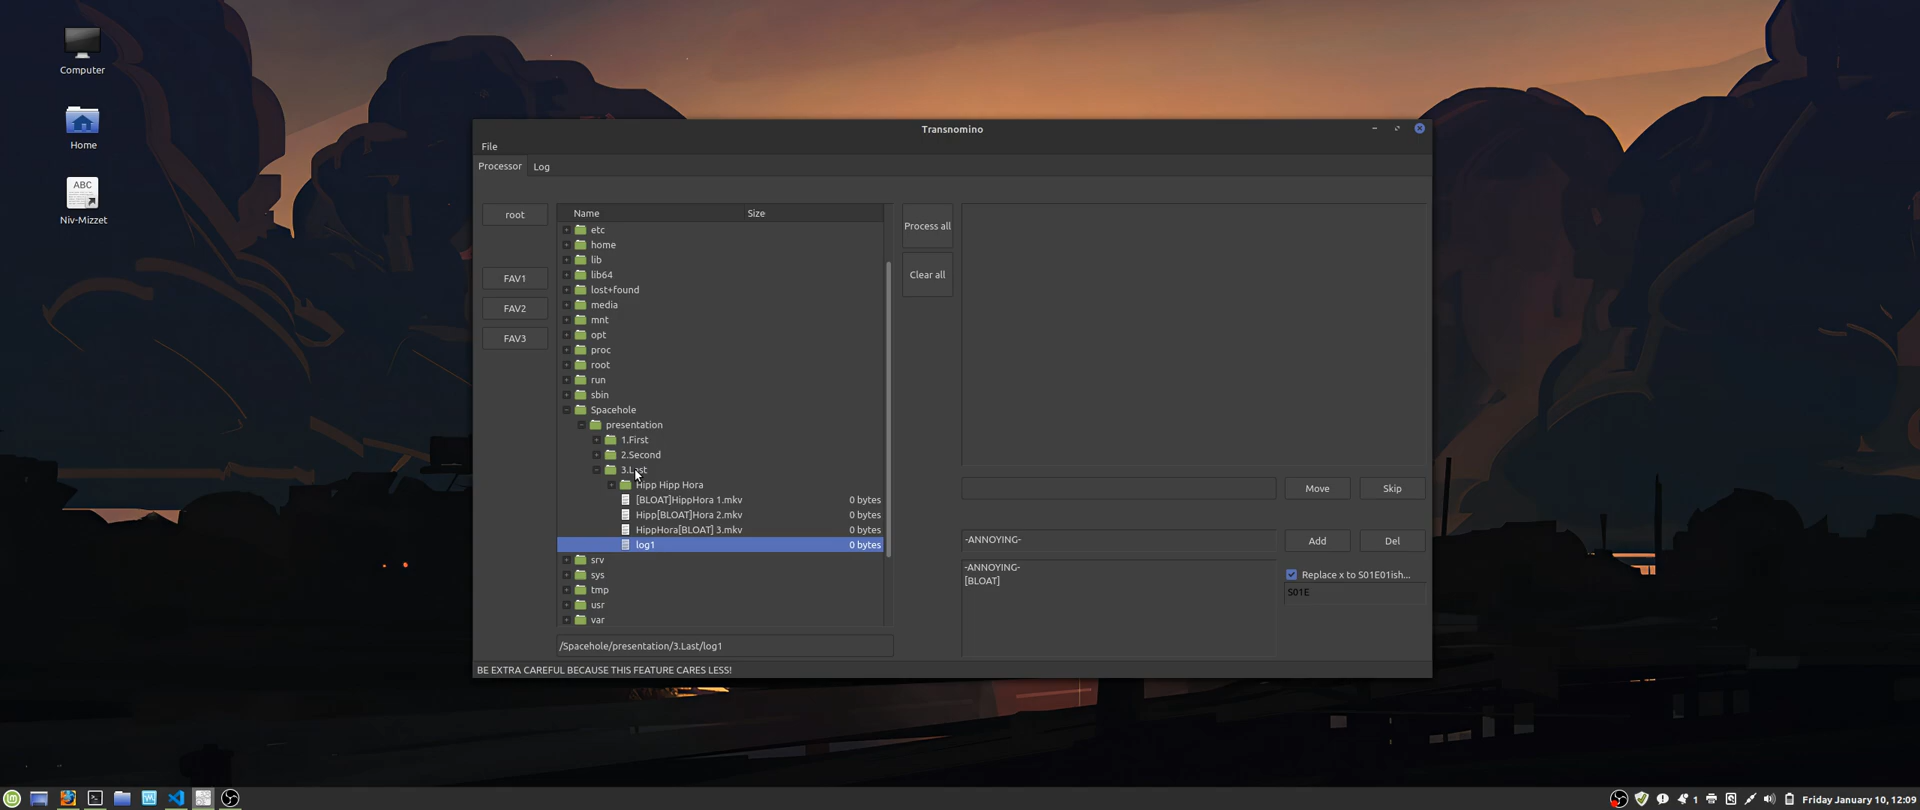 Computer
Home
ABC
Niv-Mizzet
Transnomino
File
Processor Log
root
FAV1
FAV2
FAV3
Name Size
etc
home
lib
lib64
lost+found
media
mnt
opt
proc
root
run
sbin
Spacehole
presentation
1.First
2.Second
3.Last
Hipp Hipp Hora
[BLOAT]HippHora 1.mkv 0 bytes
Hipp[BLOAT]Hora 2.mkv 0 bytes
HippHora[BLOAT] 3.mkv 0 bytes
log1 0 bytes
srv
sys
tmp
usr
var
/Spacehole/presentation/3.Last/log1
Process all
Clear all
Move Skip
-ANNOYING- Add Del
-ANNOYING-
[BLOAT]
Replace x to S01E01ish...
S01E
BE EXTRA CAREFUL BECAUSE THIS FEATURE CARES LESS!
1 Friday January 10, 12:09